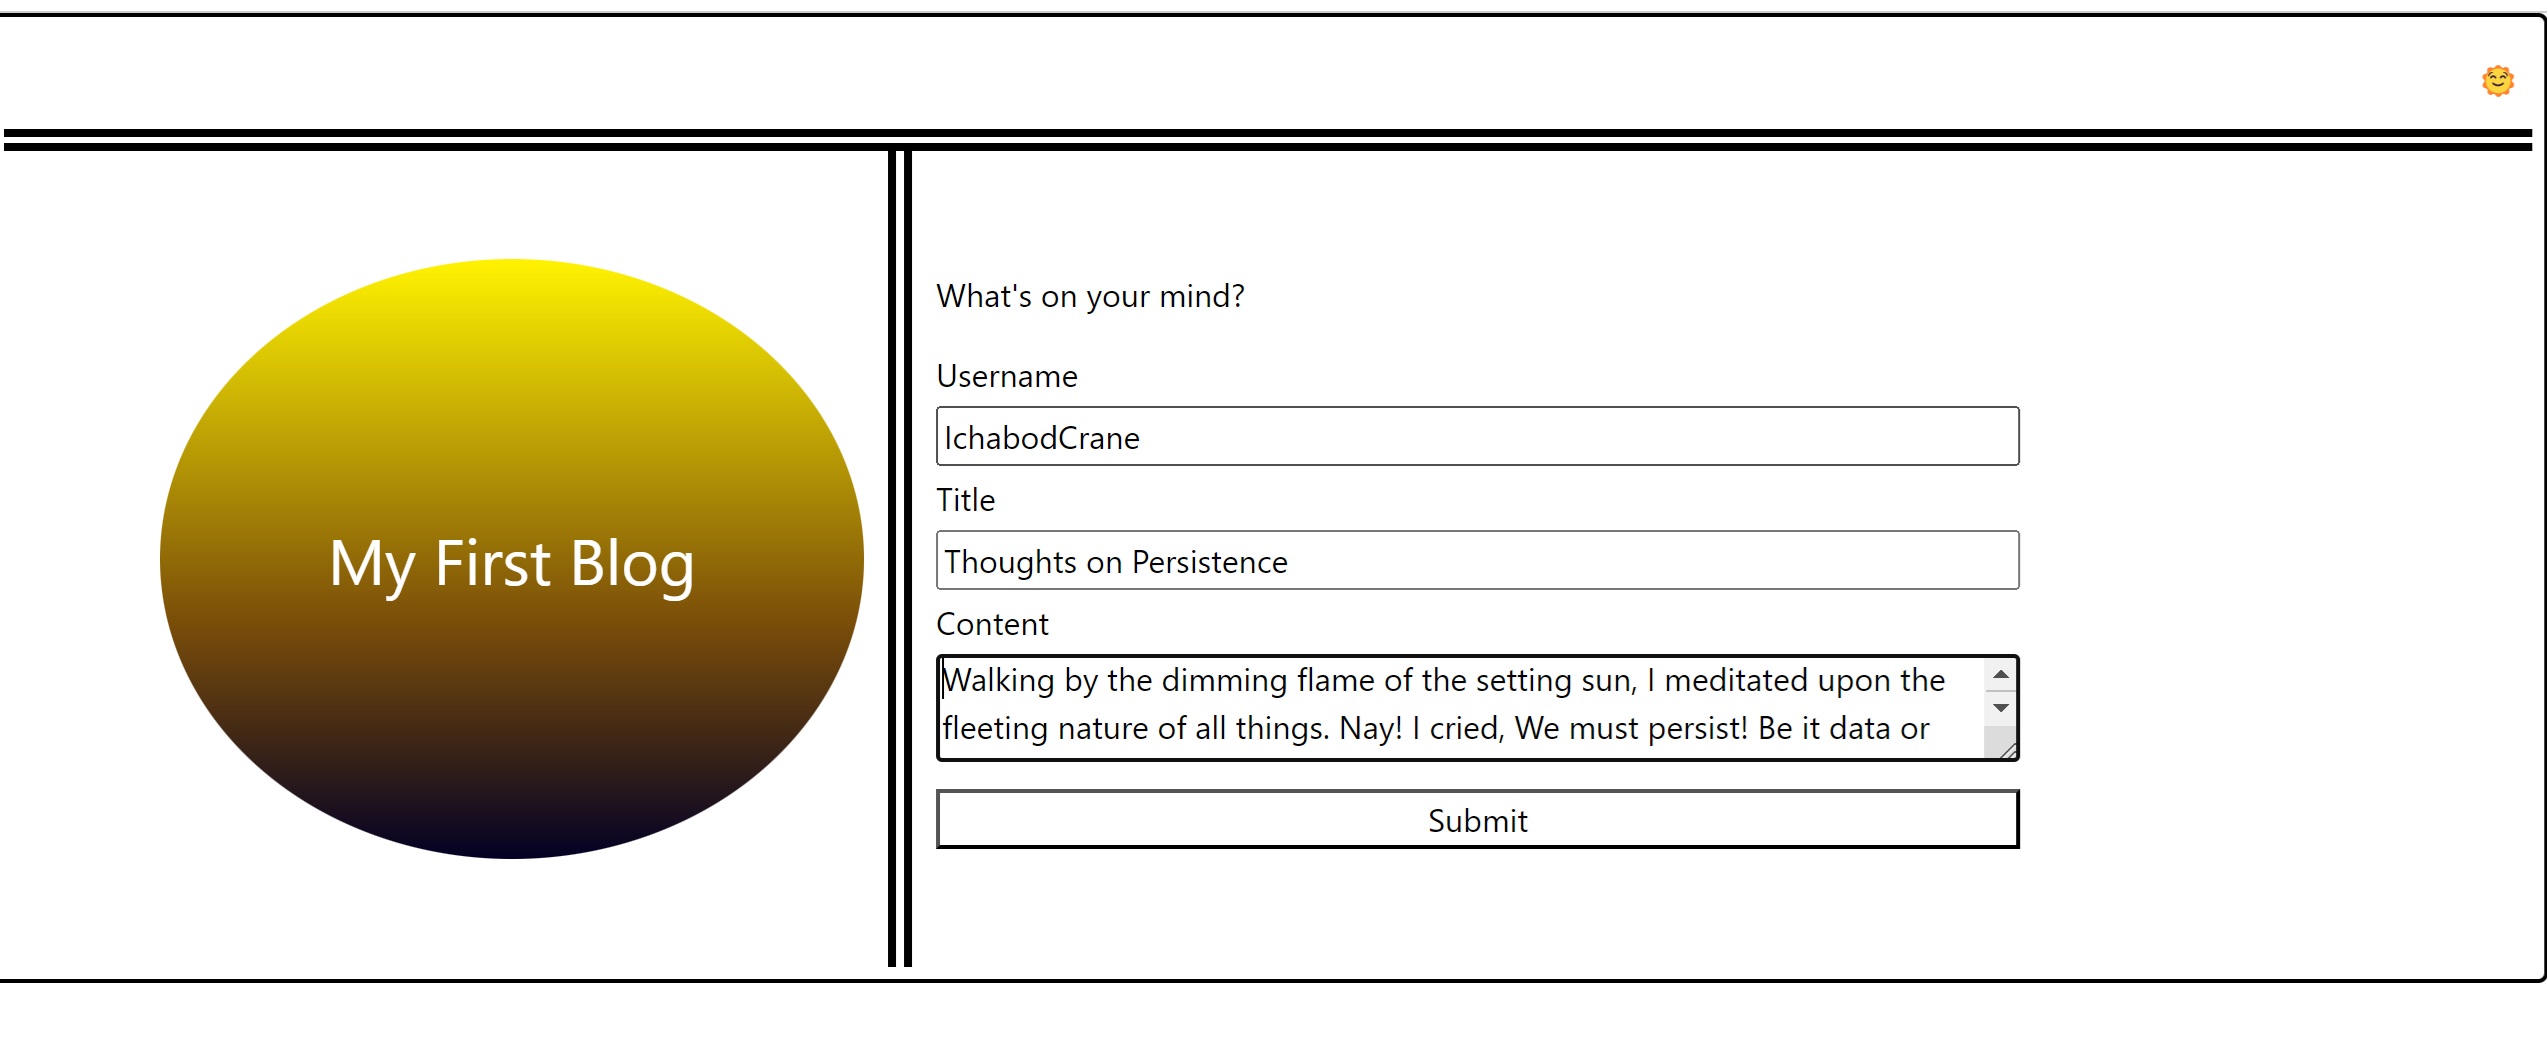 My First Blog
What's on your mind?
Username
IchabodCrane
Title
Thoughts on Persistence
Content
Walking by the dimming flame of the setting sun, I meditated upon the
fleeting nature of all things. Nay! I cried, We must persist! Be it data or
Submit